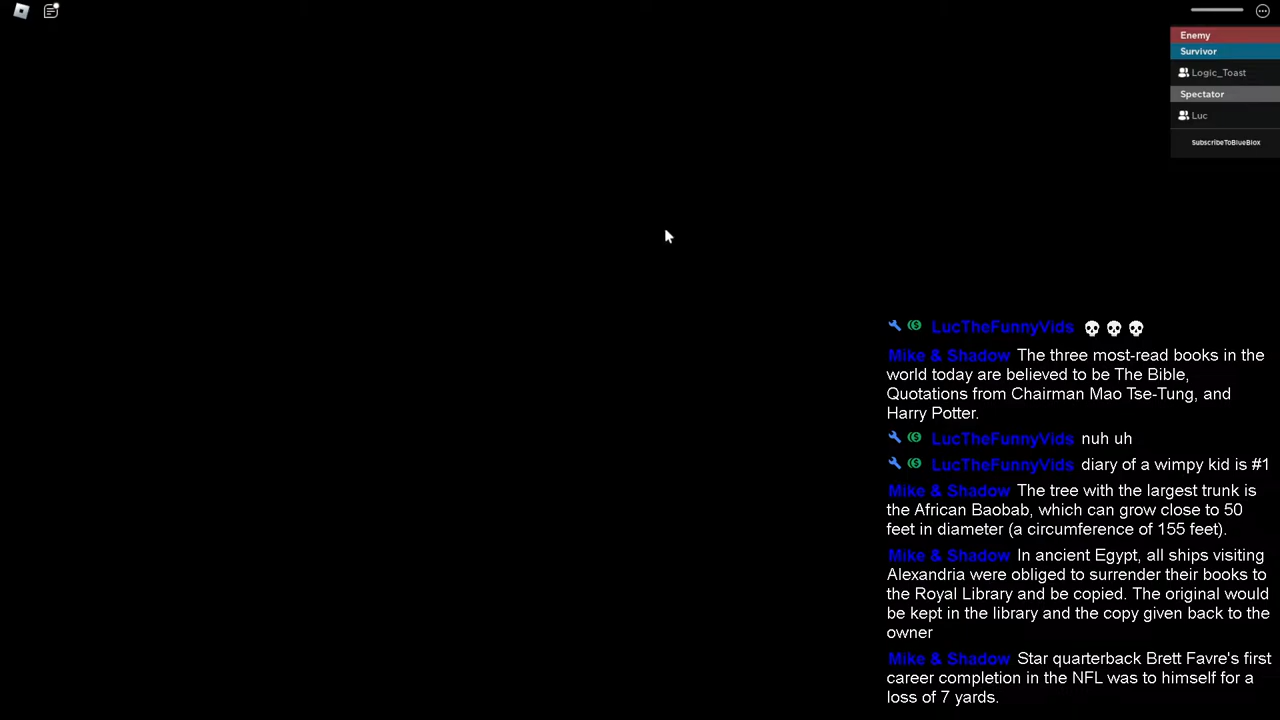 Enemy
Survivor
Logic_Toast
Spectator
Luc
SubscribeToBlueBlox
LucTheFunnyVids 💀 💀 💀
Mike & Shadow The three most-read books in the
world today are believed to be The Bible,
Quotations from Chairman Mao Tse-Tung, and
Harry Potter.
LucTheFunnyVids nuh uh
LucTheFunnyVids diary of a wimpy kid is #1
Mike & Shadow The tree with the largest trunk is
the African Baobab, which can grow close to 50
feet in diameter (a circumference of 155 feet).
Mike & Shadow In ancient Egypt, all ships visiting
Alexandria were obliged to surrender their books to
the Royal Library and be copied. The original would
be kept in the library and the copy given back to the
owner
Mike & Shadow Star quarterback Brett Favre's first
career completion in the NFL was to himself for a
loss of 7 yards.